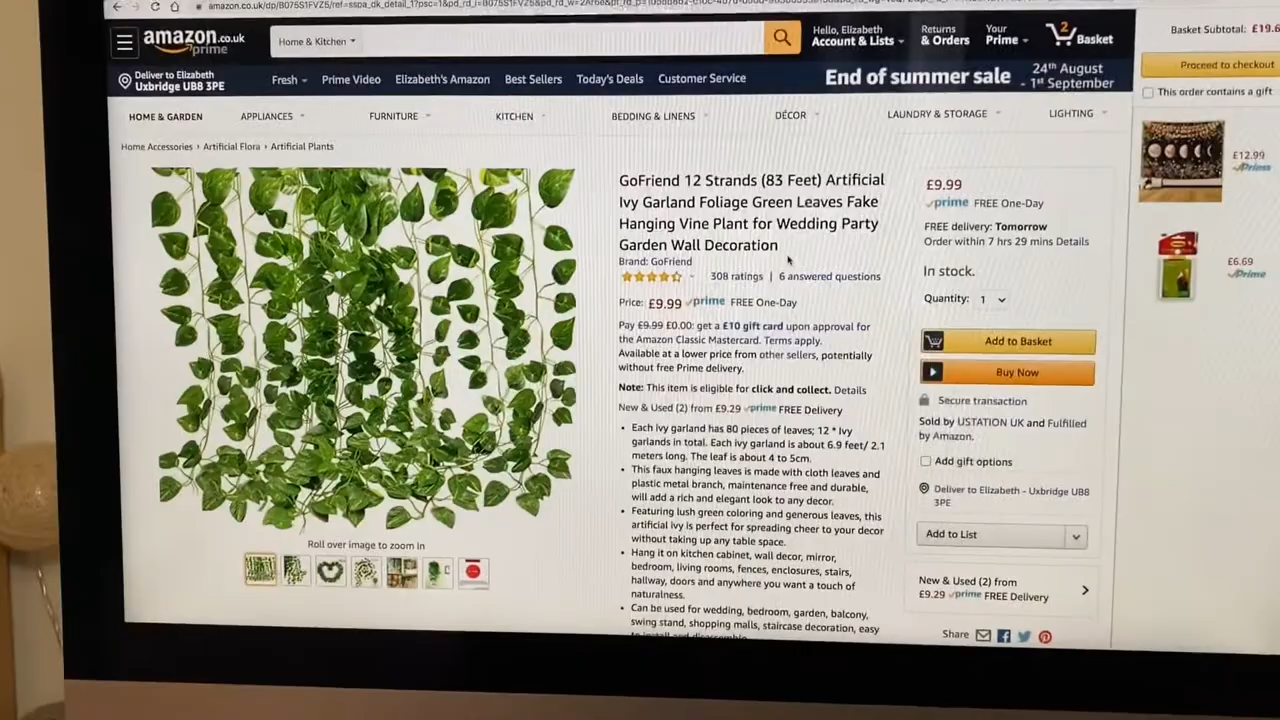 amazon.co.uk
prime
Home & Kitchen
Hello, Elizabeth
Account & Lists
Returns
& Orders
Your
Prime
2
Basket
Basket Subtotal:
Proceed to checkout
This order contains a gift
Deliver to Elizabeth
Uxbridge UB8 3PE
Fresh
Prime Video
Elizabeth's Amazon
Best Sellers
Today's Deals
Customer Service
End of summer sale
24th August
- 1st September
HOME & GARDEN
APPLIANCES
FURNITURE
KITCHEN
BEDDING & LINENS
DÉCOR
LAUNDRY & STORAGE
LIGHTING
Home Accessories › Artificial Flora › Artificial Plants
GoFriend 12 Strands (83 Feet) Artificial
Ivy Garland Foliage Green Leaves Fake
Hanging Vine Plant for Wedding Party
Garden Wall Decoration
Brand: GoFriend
308 ratings | 6 answered questions
Price: £9.99 prime FREE One-Day
Pay £9.99 £0.00: get a £10 gift card upon approval for
the Amazon Classic Mastercard. Terms apply.
Available at a lower price from other sellers, potentially
without free Prime delivery.
Note: This item is eligible for click and collect. Details
New & Used (2) from £9.29 prime FREE Delivery
• Each ivy garland has 80 pieces of leaves; 12 * Ivy
garlands in total. Each ivy garland is about 6.9 feet/ 2.1
meters long. The leaf is about 4 to 5cm.
• This faux hanging leaves is made with cloth leaves and
plastic metal branch, maintenance free and durable,
will add a rich and elegant look to any decor.
• Featuring lush green coloring and generous leaves, this
artificial ivy is perfect for spreading cheer to your decor
without taking up any table space.
• Hang it on kitchen cabinet, wall decor, mirror,
bedroom, living rooms, fences, enclosures, stairs,
hallway, doors and anywhere you want a touch of
naturalness.
• Can be used for wedding, bedroom, garden, balcony,
swing stand, shopping malls, staircase decoration, easy
to install and disassemble
Roll over image to zoom in
£9.99
prime FREE One-Day
FREE delivery: Tomorrow
Order within 7 hrs 29 mins Details
In stock.
Quantity: 1
Add to Basket
Buy Now
Secure transaction
Sold by USTATION UK and Fulfilled
by Amazon.
Add gift options
Deliver to Elizabeth - Uxbridge UB8
3PE
Add to List
New & Used (2) from
£9.29 prime FREE Delivery
Share
£12.99
Prime
£6.69
Prime